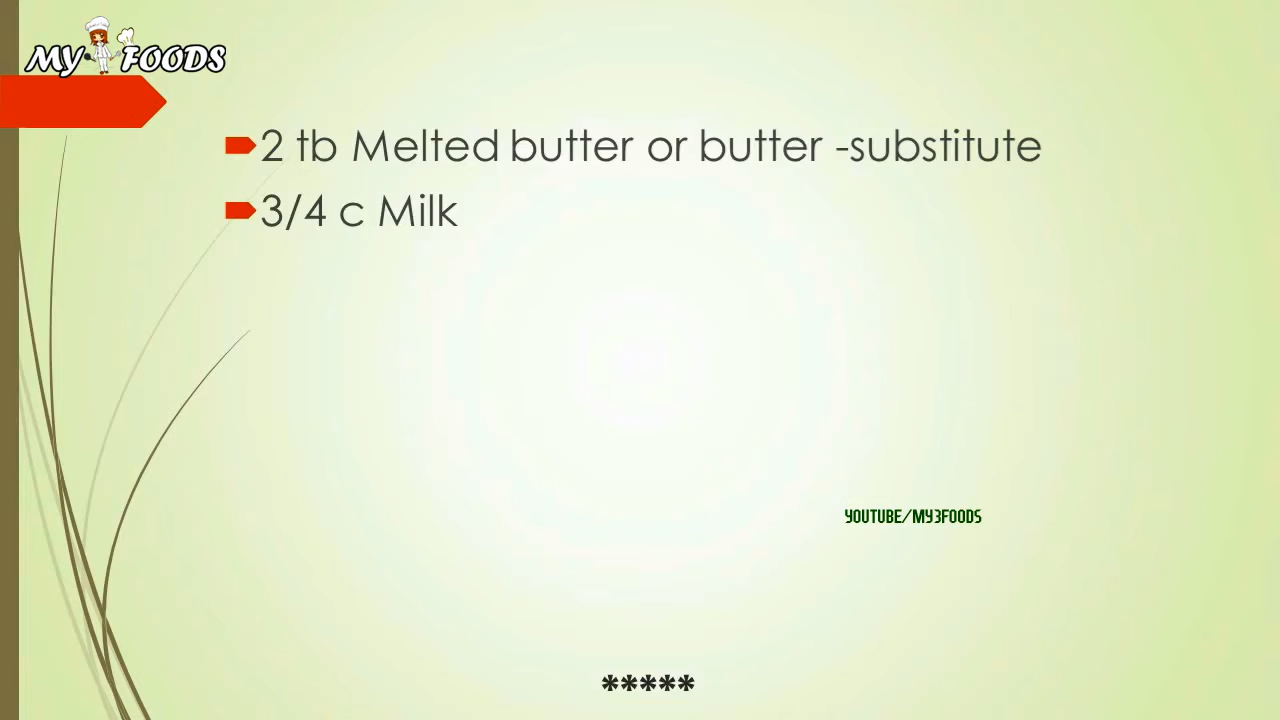 MY FOODS
2 tb Melted butter or butter -substitute
3/4 c Milk
YOUTUBE/MY3FOODS
*****